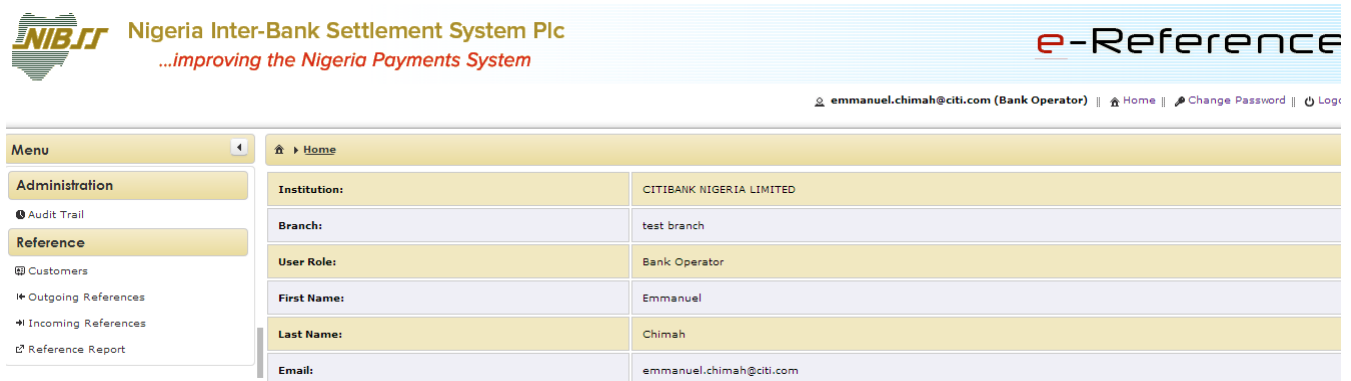 NIBSS Nigeria Inter-Bank Settlement System Plc
...improving the Nigeria Payments System
e-Reference
emmanuel.chimah@citi.com (Bank Operator) || Home || Change Password || Logo
Menu
Home
Administration
Audit Trail
Reference
Customers
Outgoing References
Incoming References
Reference Report
Institution: CITIBANK NIGERIA LIMITED
Branch: test branch
User Role: Bank Operator
First Name: Emmanuel
Last Name: Chimah
Email: emmanuel.chimah@citi.com